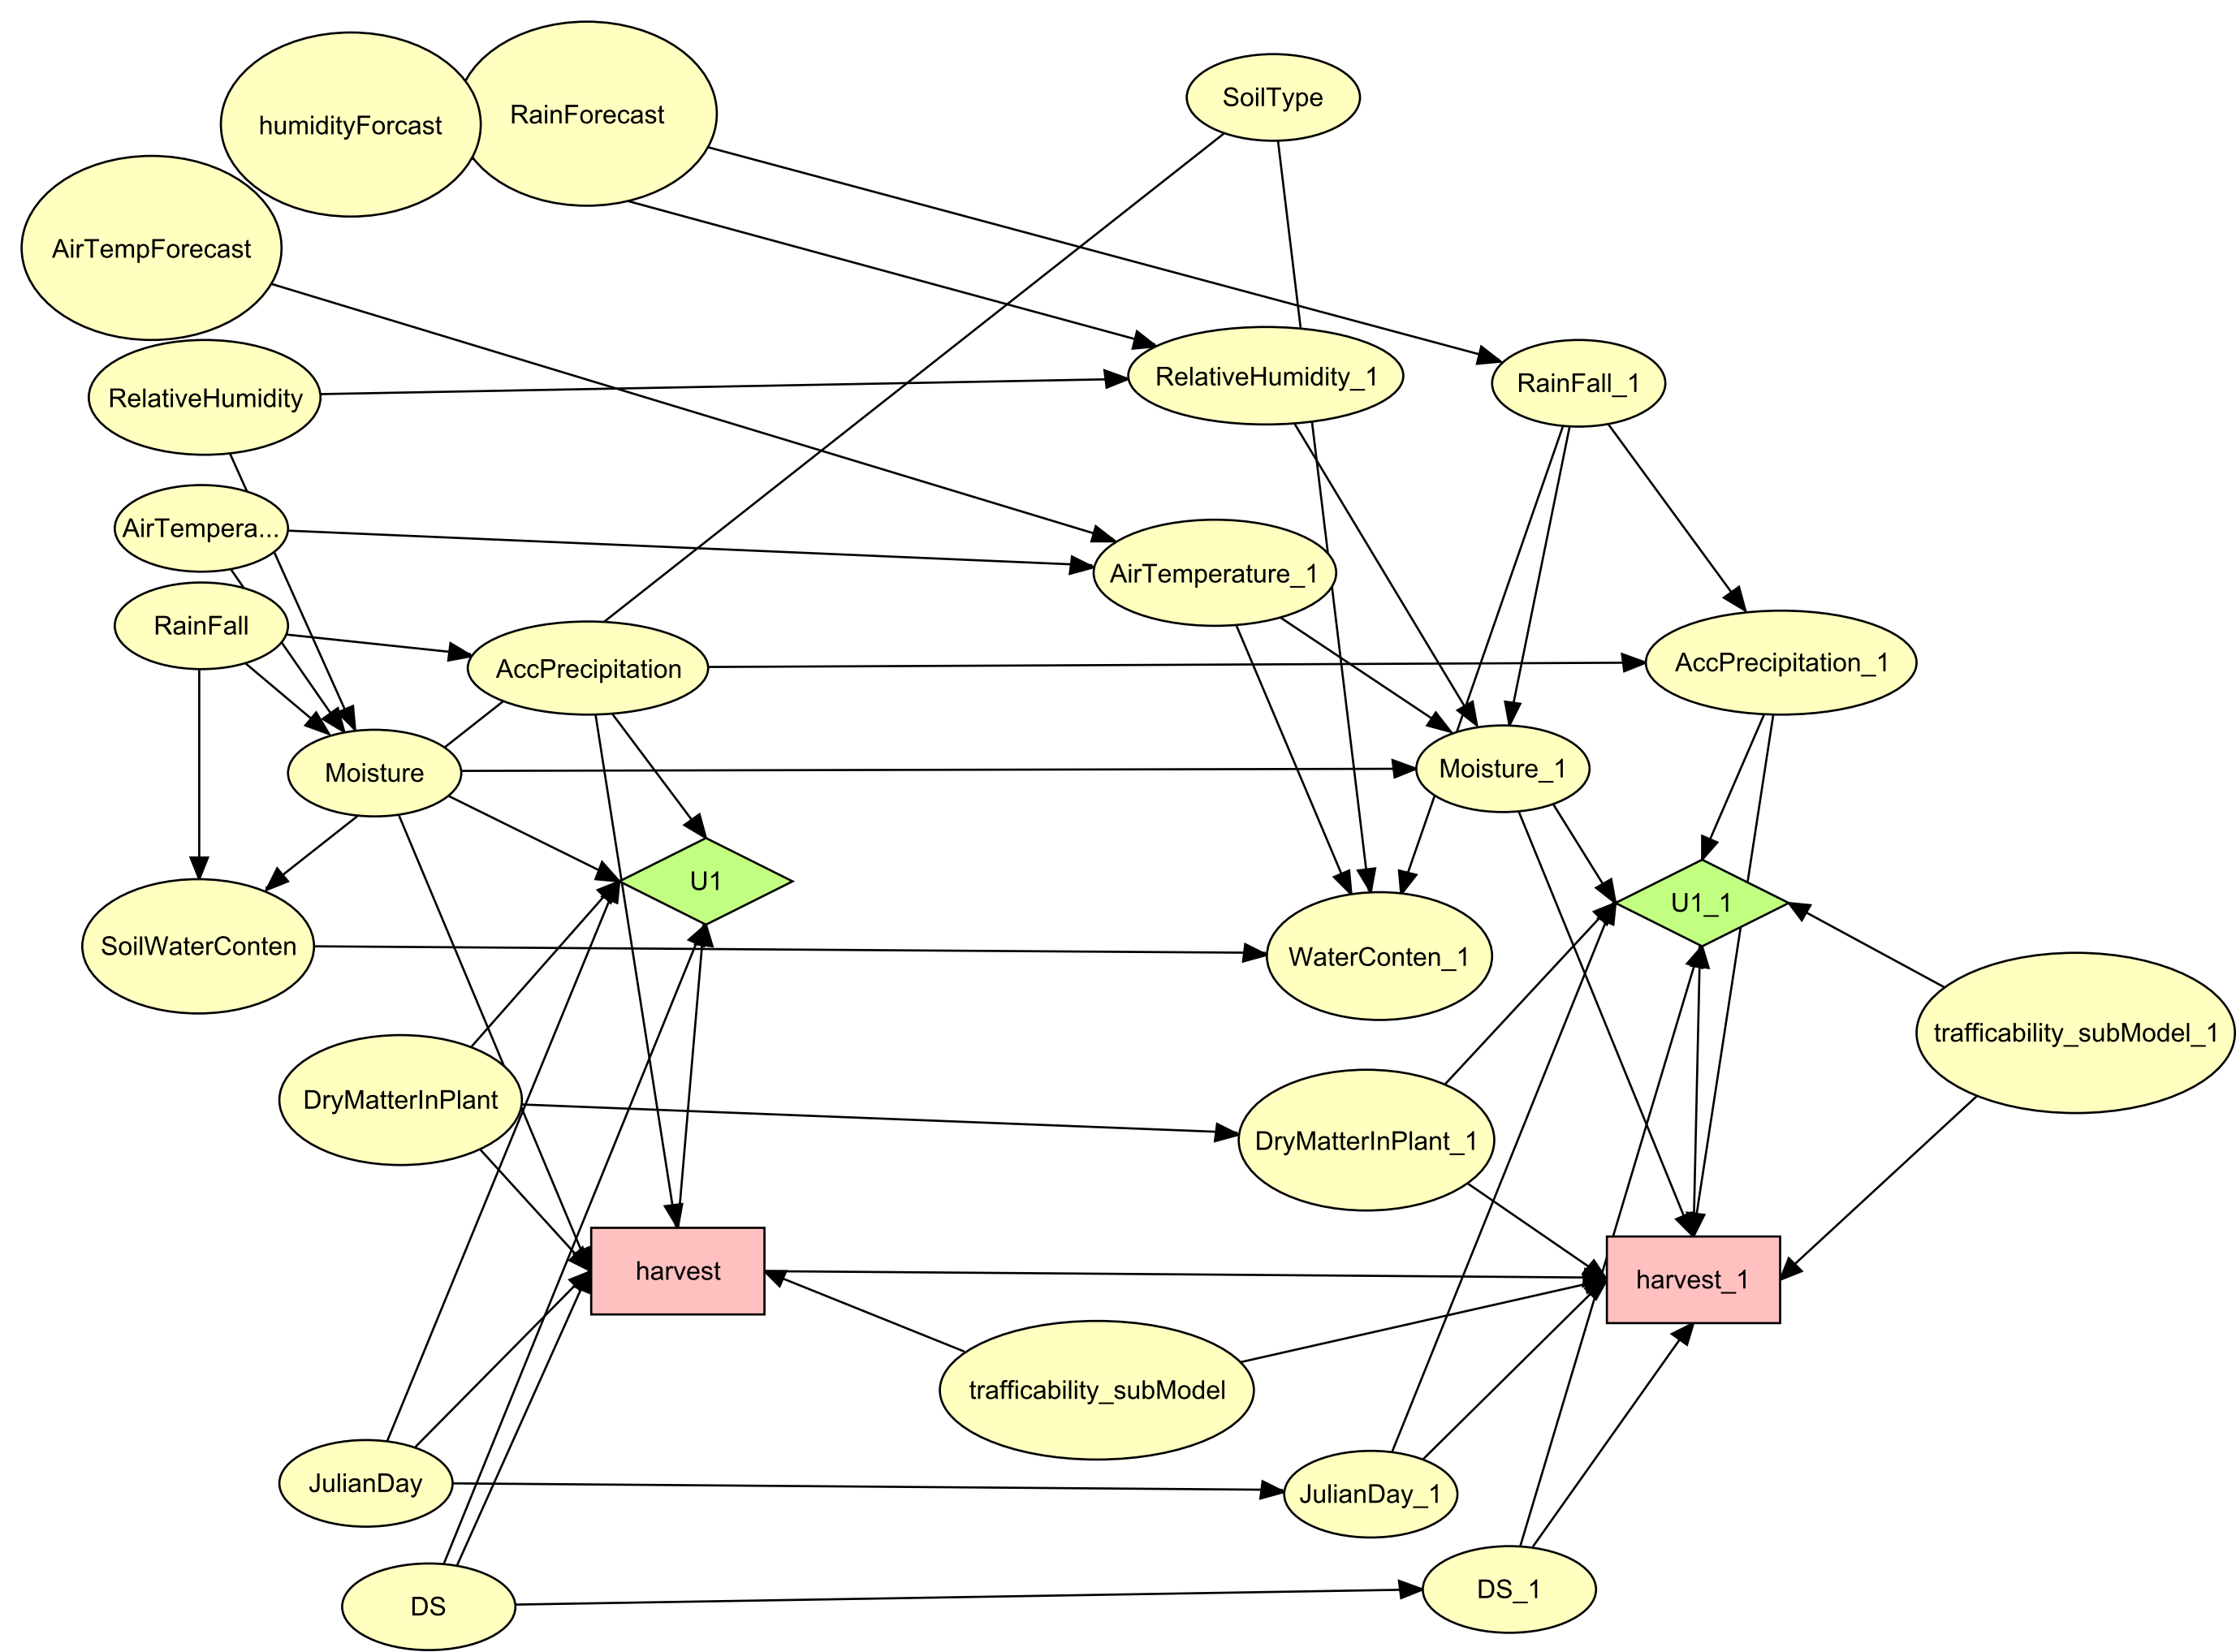 SoilType
RainForecast
humidityForcast
AirTempForecast
RelativeHumidity
RelativeHumidity_1
RainFall_1
AirTempera...
AirTemperature_1
RainFall
AccPrecipitation
AccPrecipitation_1
Moisture
Moisture_1
U1
U1_1
SoilWaterConten
WaterConten_1
trafficability_subModel_1
DryMatterInPlant
DryMatterInPlant_1
harvest
harvest_1
trafficability_subModel
JulianDay
JulianDay_1
DS
DS_1